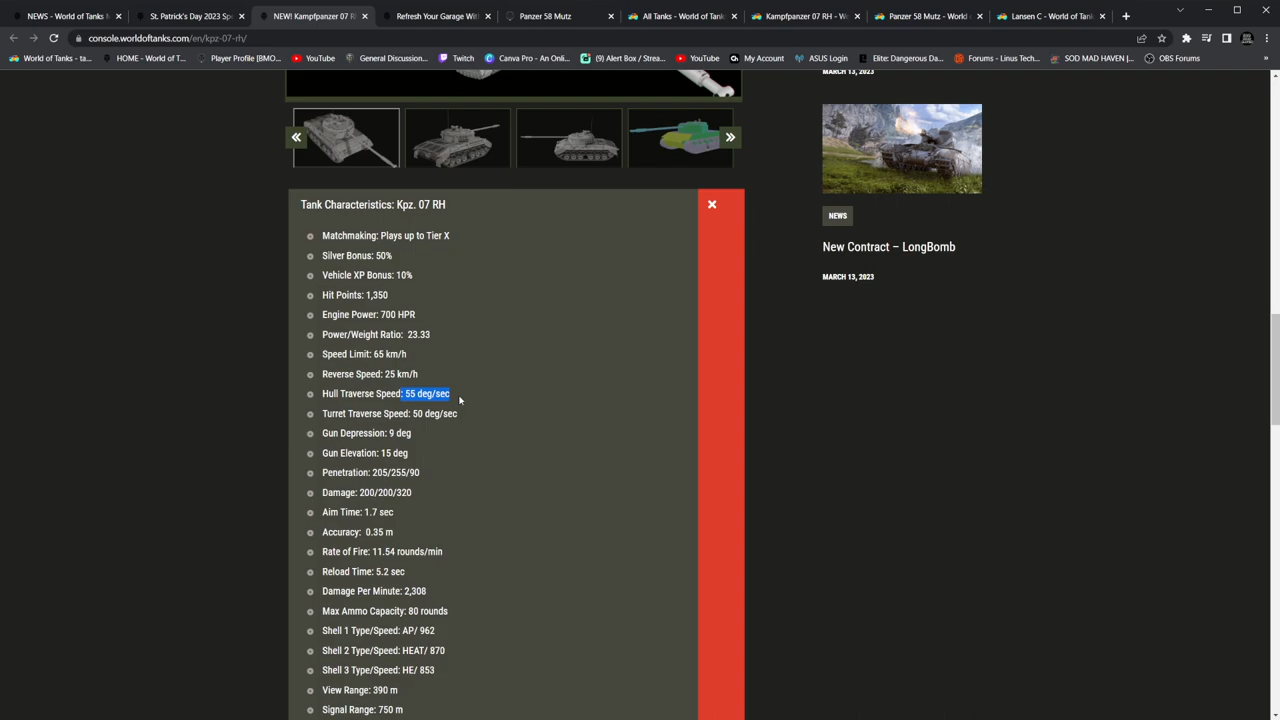 NEWS - World of Tanks M
St. Patrick's Day 2023 Spe
NEW! Kampfpanzer 07 R
Refresh Your Garage With
Panzer 58 Mutz
All Tanks - World of Tank
Kampfpanzer 07 RH - Wo
Panzer 58 Mutz - World
Lansen C - World of Tank
console.worldoftanks.com/en/kpz-07-rh/
World of Tanks - ta...
HOME - World of T...
Player Profile [BMO...
YouTube
General Discussion...
Twitch
Canva Pro - An Onli...
(9) Alert Box / Strea...
YouTube
My Account
ASUS Login
Elite: Dangerous Da...
Forums - Linus Tech...
SOD MAD HAVEN |...
OBS Forums
»
MARCH 13, 2023
«
»
Tank Characteristics: Kpz. 07 RH
Matchmaking: Plays up to Tier X
Silver Bonus: 50%
Vehicle XP Bonus: 10%
Hit Points: 1,350
Engine Power: 700 HPR
Power/Weight Ratio: 23.33
Speed Limit: 65 km/h
Reverse Speed: 25 km/h
Hull Traverse Speed: 55 deg/sec
Turret Traverse Speed: 50 deg/sec
Gun Depression: 9 deg
Gun Elevation: 15 deg
Penetration: 205/255/90
Damage: 200/200/320
Aim Time: 1.7 sec
Accuracy: 0.35 m
Rate of Fire: 11.54 rounds/min
Reload Time: 5.2 sec
Damage Per Minute: 2,308
Max Ammo Capacity: 80 rounds
Shell 1 Type/Speed: AP/ 962
Shell 2 Type/Speed: HEAT/ 870
Shell 3 Type/Speed: HE/ 853
View Range: 390 m
Signal Range: 750 m
NEWS
New Contract – LongBomb
MARCH 13, 2023